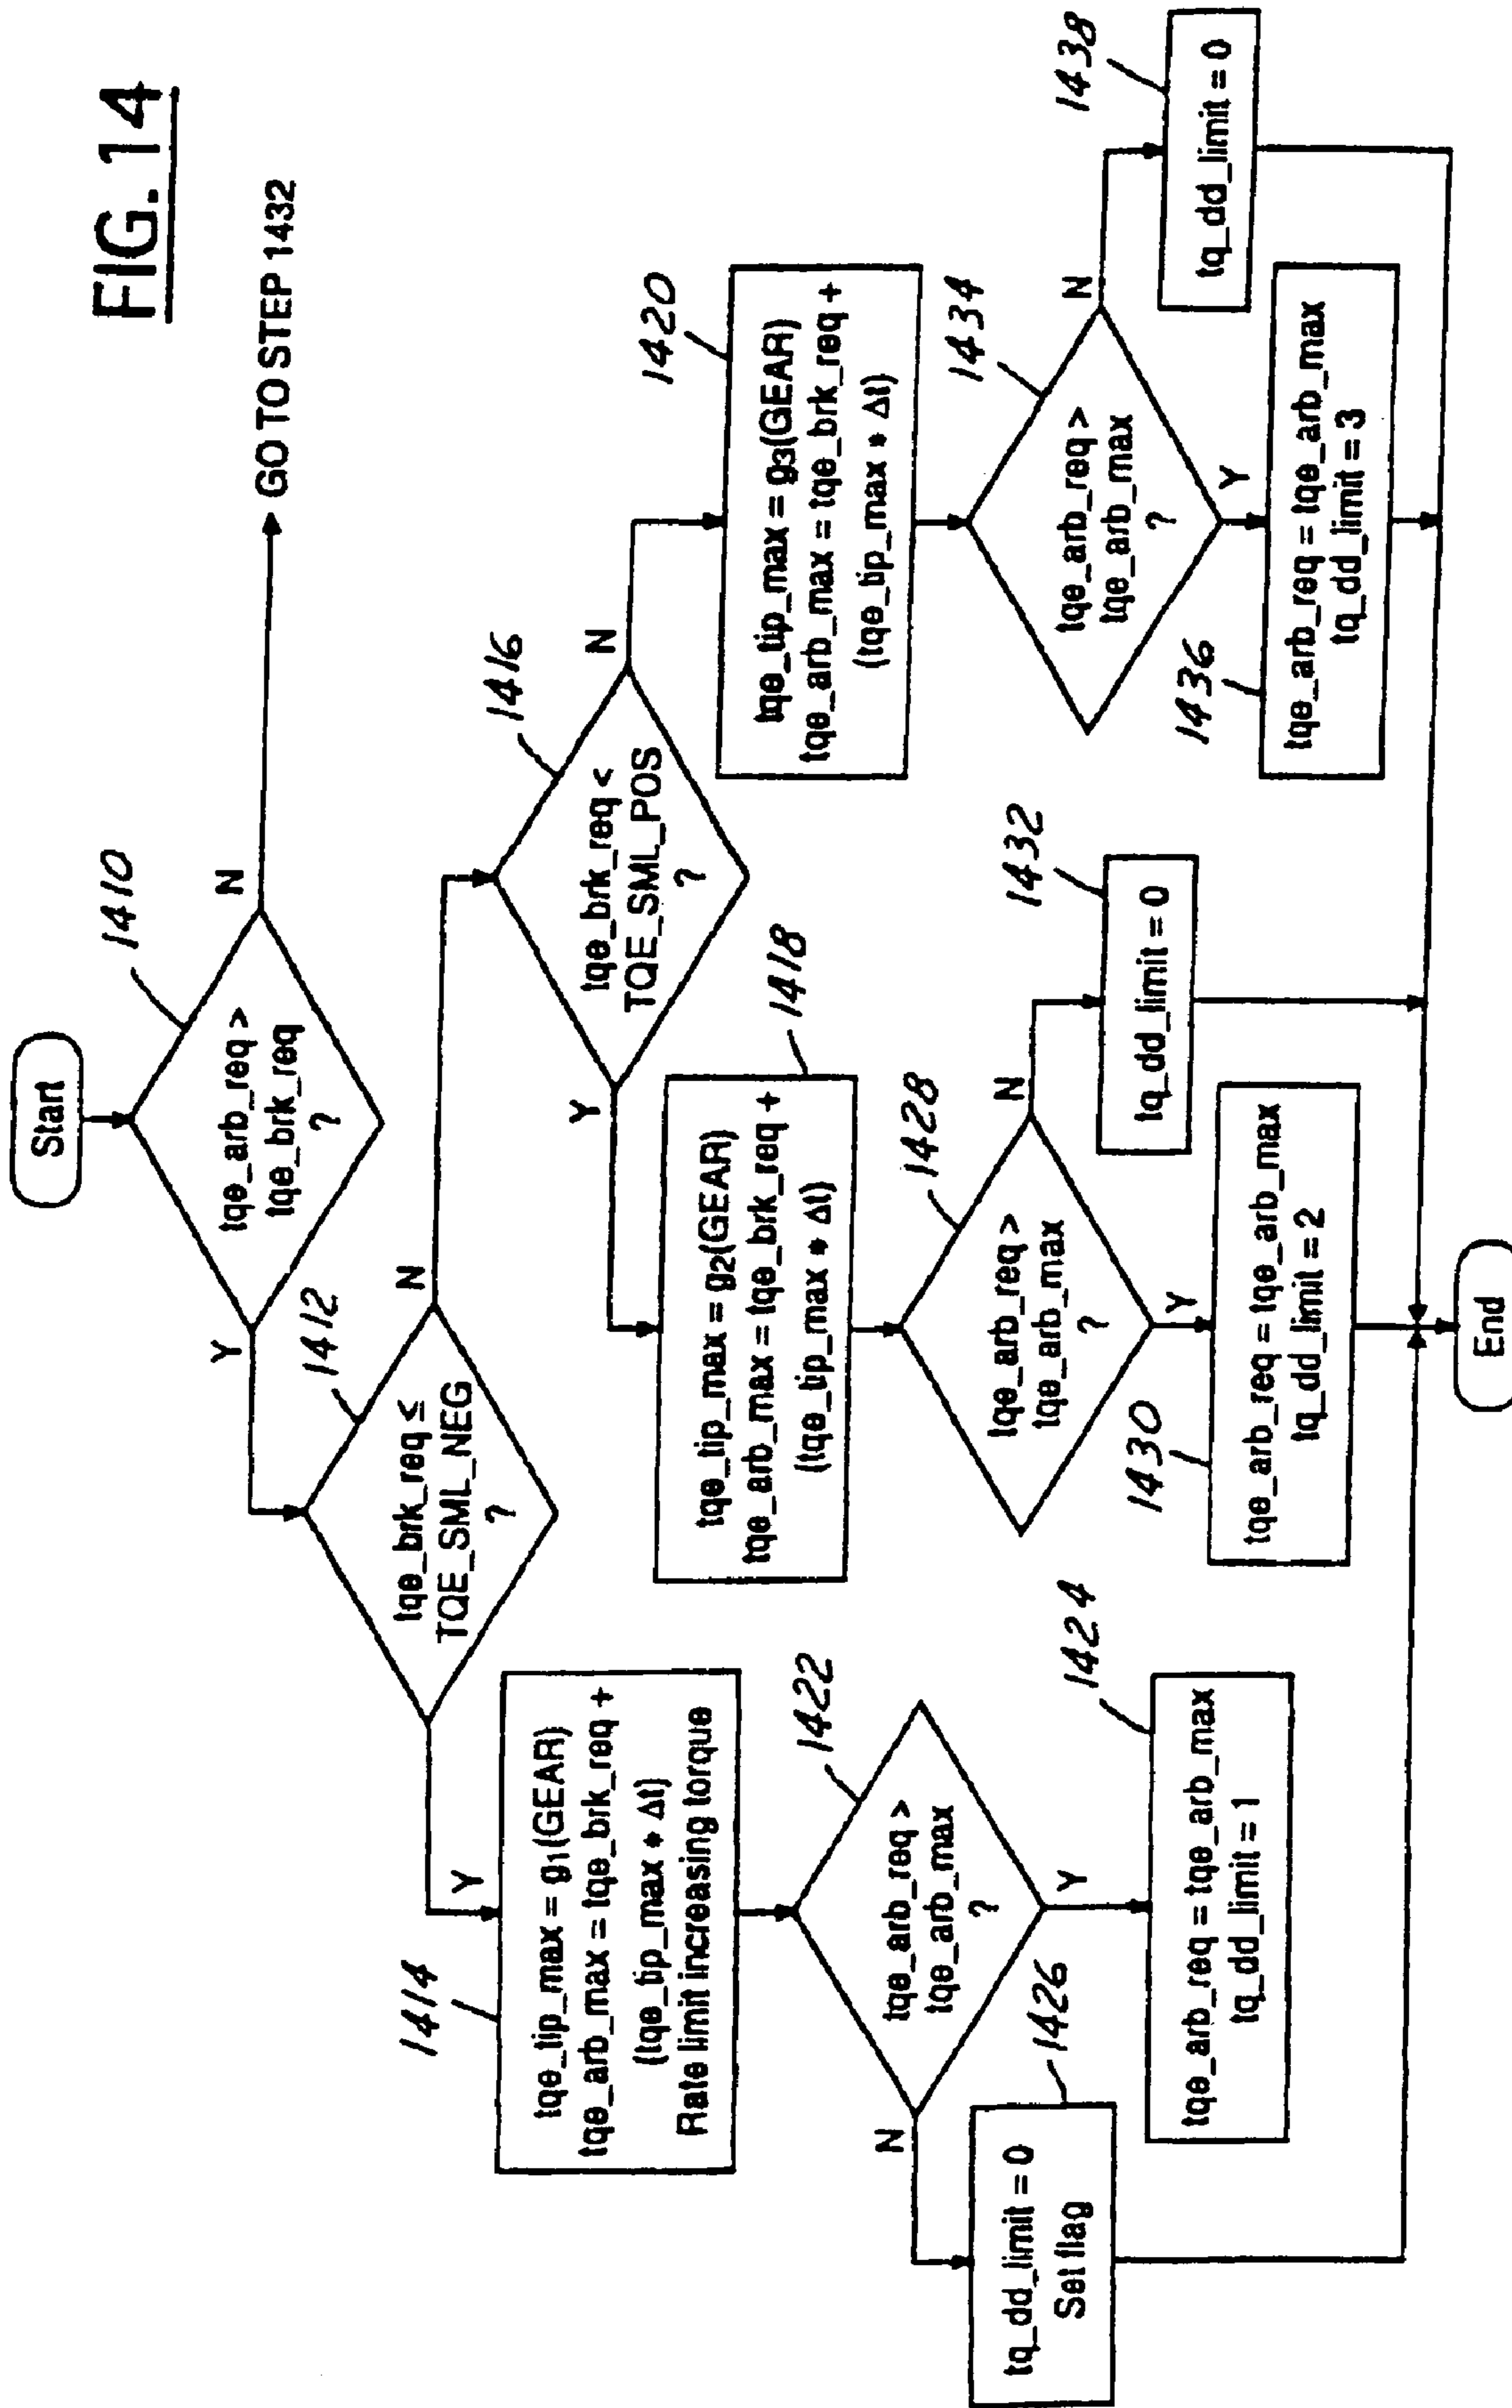 FIG. 14
Start
1410
tqe_arb_req >
tqe_brk_req
?
N
GO TO STEP 1432
Y
1412
tqe_brk_req ≤
TQE_SML_NEG
?
N
Y
1416
tqe_brk_req <
TQE_SML_POS
?
N
Y
1414
tqe_tip_max = g1(GEAR)
tqe_arb_max = tqe_brk_req +
(tqe_tip_max * Δt)
Rate limit increasing torque
1418
tqe_tip_max = g2(GEAR)
tqe_arb_max = tqe_brk_req +
(tqe_tip_max * Δt)
1420
tqe_tip_max = g3(GEAR)
tqe_arb_max = tqe_brk_req +
(tqe_tip_max * Δt)
1422
tqe_arb_req >
tqe_arb_max
?
N
Y
1428
tqe_arb_req >
tqe_arb_max
?
N
Y
1434
tqe_arb_req >
tqe_arb_max
?
N
Y
1426
tq_dd_limit = 0
Set flag
1424
tqe_arb_req = tqe_arb_max
tq_dd_limit = 1
1430
tqe_arb_req = tqe_arb_max
tq_dd_limit = 2
1432
tq_dd_limit = 0
1436
tqe_arb_req = tqe_arb_max
tq_dd_limit = 3
1438
tq_dd_limit = 0
End